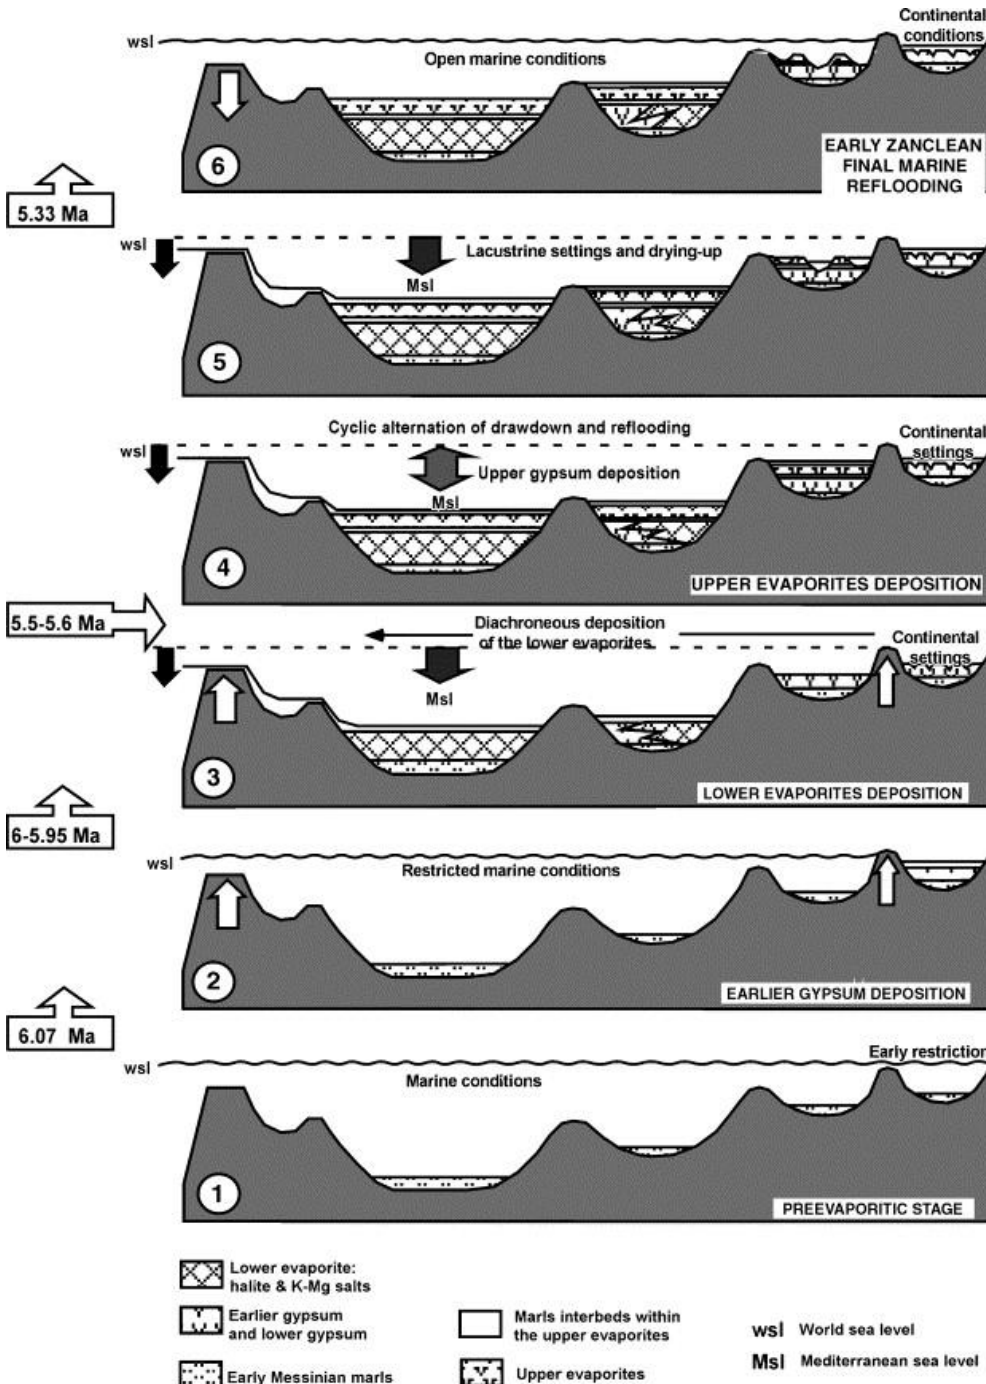 Continental
conditions
wsl
Open marine conditions
6
EARLY ZANCLEAN
FINAL MARINE
REFLOODING
5.33 Ma
wsl
Lacustrine settings and drying-up
Msl
5
Cyclic alternation of drawdown and reflooding
wsl
Continental
settings
Upper gypsum deposition
Msl
4
UPPER EVAPORITES DEPOSITION
5.5-5.6 Ma
Diachroneous deposition
of the lower evaporites
Continental
settings
Msl
3
LOWER EVAPORITES DEPOSITION
6-5.95 Ma
wsl
Restricted marine conditions
2
EARLIER GYPSUM DEPOSITION
6.07 Ma
Early restriction
wsl
Marine conditions
1
PREEVAPORITIC STAGE
Lower evaporite:
halite & K-Mg salts
Earlier gypsum
and lower gypsum
Early Messinian marls
Marls interbeds within
the upper evaporites
Upper evaporites
wsl World sea level
Msl Mediterranean sea level